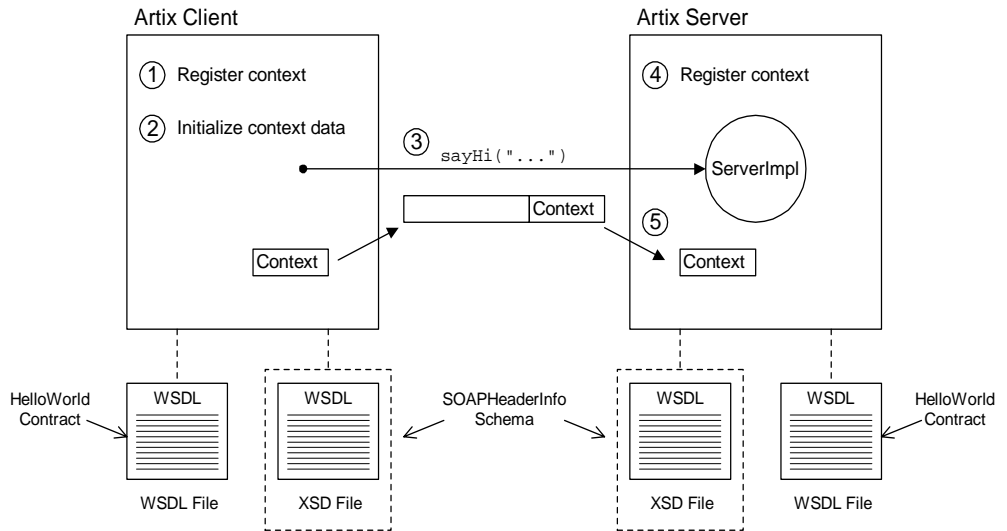 Artix Client
Artix Server
1 Register context
4 Register context
2 Initialize context data
3
sayHi("...")
ServerImpl
Context
5
Context
Context
HelloWorld
Contract
WSDL
WSDL
SOAPHeaderInfo
Schema
WSDL
WSDL
HelloWorld
Contract
WSDL File
XSD File
XSD File
WSDL File